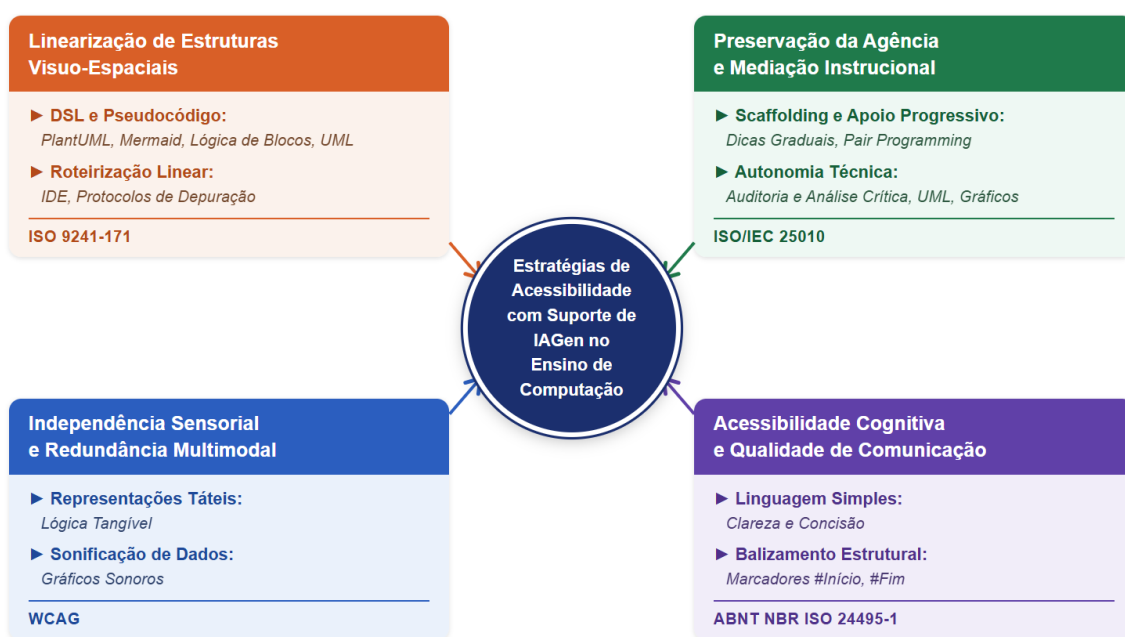 Linearização de Estruturas
Visuo-Espaciais
► DSL e Pseudocódigo:
PlantUML, Mermaid, Lógica de Blocos, UML
► Roteirização Linear:
IDE, Protocolos de Depuração
ISO 9241-171
Preservação da Agência
e Mediação Instrucional
► Scaffolding e Apoio Progressivo:
Dicas Graduais, Pair Programming
► Autonomia Técnica:
Auditoria e Análise Crítica, UML, Gráficos
ISO/IEC 25010
Estratégias de
Acessibilidade
com Suporte de
IAGen no
Ensino de
Computação
Independência Sensorial
e Redundância Multimodal
► Representações Táteis:
Lógica Tangível
► Sonificação de Dados:
Gráficos Sonoros
WCAG
Acessibilidade Cognitiva
e Qualidade de Comunicação
► Linguagem Simples:
Clareza e Concisão
► Balizamento Estrutural:
Marcadores #Início, #Fim
ABNT NBR ISO 24495-1